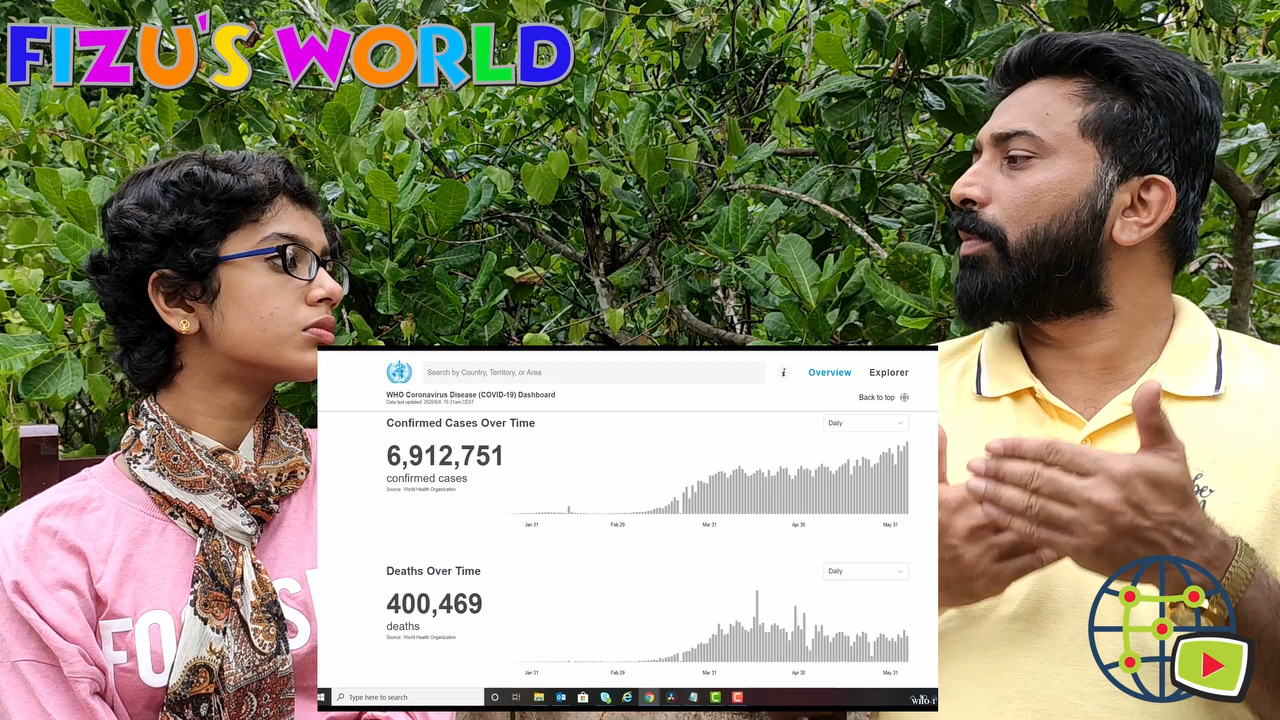 FIZU'S WORLD
Search by Country, Territory, or Area
i
Overview
Explorer
WHO Coronavirus Disease (COVID-19) Dashboard
Back to top
Confirmed Cases Over Time
Daily
6,912,751
confirmed cases
Source: World Health Organization
Jan 31
Feb 29
Mar 31
Apr 30
May 31
Deaths Over Time
Daily
400,469
deaths
Source: World Health Organization
Jan 31
Feb 29
Mar 31
Apr 30
May 31
Type here to search